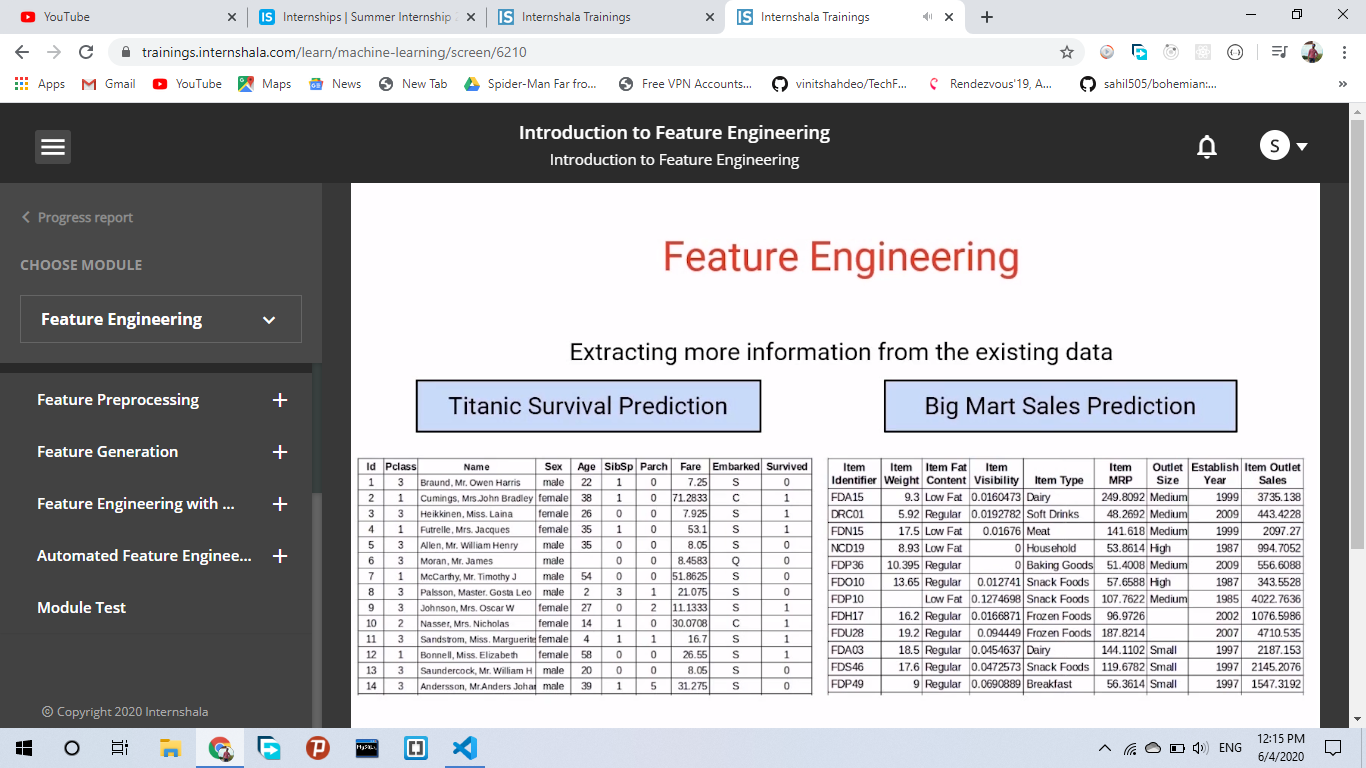 YouTube
Internships | Summer Internship
Internshala Trainings
Internshala Trainings
trainings.internshala.com/learn/machine-learning/screen/6210
Apps Gmail YouTube Maps News New Tab Spider-Man Far fro... Free VPN Accounts... vinitshahdeo/TechF... Rendezvous'19, A... sahil505/bohemian:... »
Introduction to Feature Engineering
Introduction to Feature Engineering
S
Progress report
CHOOSE MODULE
Feature Engineering
Feature Preprocessing +
Feature Generation +
Feature Engineering with ... +
Automated Feature Enginee... +
Module Test
© Copyright 2020 Internshala
Feature Engineering
Extracting more information from the existing data
Titanic Survival Prediction
Id Pclass Name Sex Age SibSp Parch Fare Embarked Survived
1 3 Braund, Mr. Owen Harris male 22 1 0 7.25 S 0
2 1 Cumings, Mrs.John Bradley female 38 1 0 71.2833 C 1
3 3 Heikkinen, Miss. Laina female 26 0 0 7.925 S 1
4 1 Futrelle, Mrs. Jacques female 35 1 0 53.1 S 1
5 3 Allen, Mr. William Henry male 35 0 0 8.05 S 0
6 3 Moran, Mr. James male 0 0 8.4583 Q 0
7 1 McCarthy, Mr. Timothy J male 54 0 0 51.8625 S 0
8 3 Palsson, Master. Gosta Leo male 2 3 1 21.075 S 0
9 3 Johnson, Mrs. Oscar W female 27 0 2 11.1333 S 1
10 2 Nasser, Mrs. Nicholas female 14 1 0 30.0708 C 1
11 3 Sandstrom, Miss. Marguerite female 4 1 1 16.7 S 1
12 1 Bonnell, Miss. Elizabeth female 58 0 0 26.55 S 1
13 3 Saundercock, Mr. William H male 20 0 0 8.05 S 0
14 3 Andersson, Mr.Anders Johan male 39 1 5 31.275 S 0
Big Mart Sales Prediction
Item Item Item Fat Item Item Outlet Establish Item Outlet
Identifier Weight Content Visibility Item Type MRP Size Year Sales
FDA15 9.3 Low Fat 0.0160473 Dairy 249.8092 Medium 1999 3735.138
DRC01 5.92 Regular 0.0192782 Soft Drinks 48.2692 Medium 2009 443.4228
FDN15 17.5 Low Fat 0.01676 Meat 141.618 Medium 1999 2097.27
NCD19 8.93 Low Fat 0 Household 53.8614 High 1987 994.7052
FDP36 10.395 Regular 0 Baking Goods 51.4008 Medium 2009 556.6088
FDO10 13.65 Regular 0.012741 Snack Foods 57.6588 High 1987 343.5528
FDP10 Low Fat 0.1274698 Snack Foods 107.7622 Medium 1985 4022.7636
FDH17 16.2 Regular 0.0166871 Frozen Foods 96.9726 2002 1076.5986
FDU28 19.2 Regular 0.094449 Frozen Foods 187.8214 2007 4710.535
FDA03 18.5 Regular 0.0454637 Dairy 144.1102 Small 1997 2187.153
FDS46 17.6 Regular 0.0472573 Snack Foods 119.6782 Small 1997 2145.2076
FDP49 9 Regular 0.0690889 Breakfast 56.3614 Small 1997 1547.3192
ENG
12:15 PM
6/4/2020